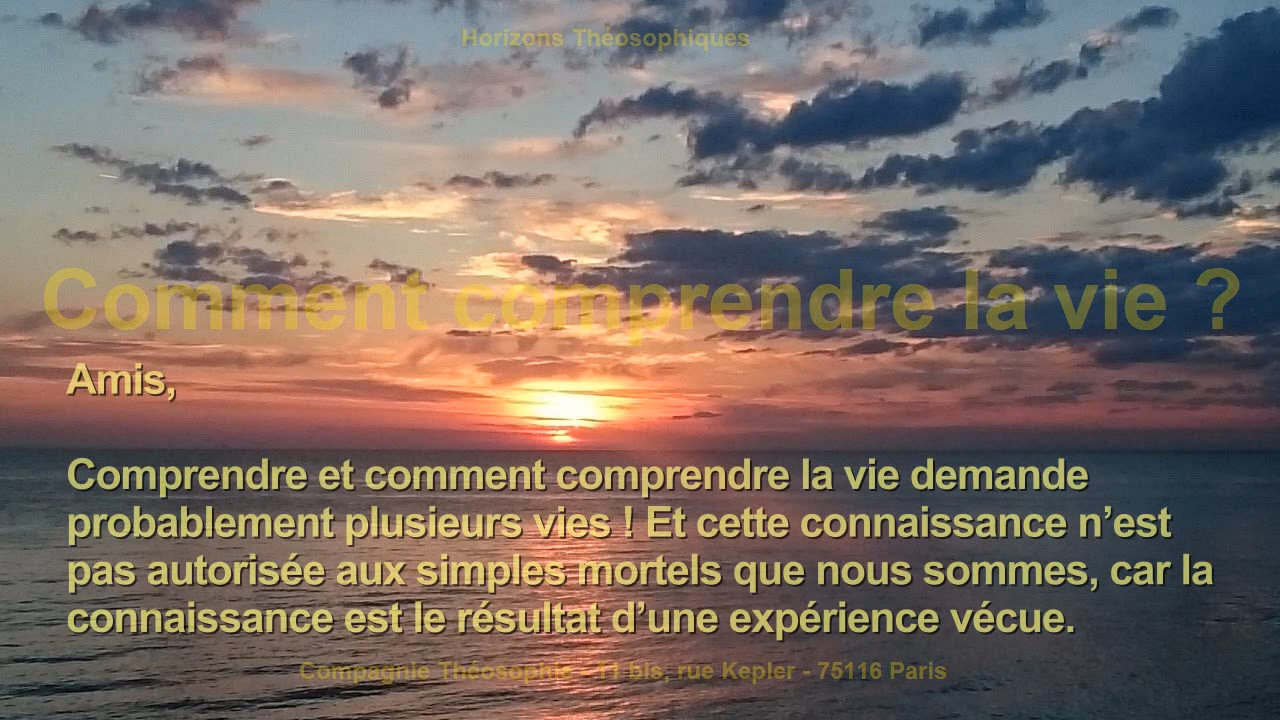 Horizons Théosophiques
Comment comprendre la vie ?
Amis,
Comprendre et comment comprendre la vie demande
probablement plusieurs vies ! Et cette connaissance n’est
pas autorisée aux simples mortels que nous sommes, car la
connaissance est le résultat d’une expérience vécue.
Compagnie Théosophie - 11 bis, rue Kepler - 75116 Paris